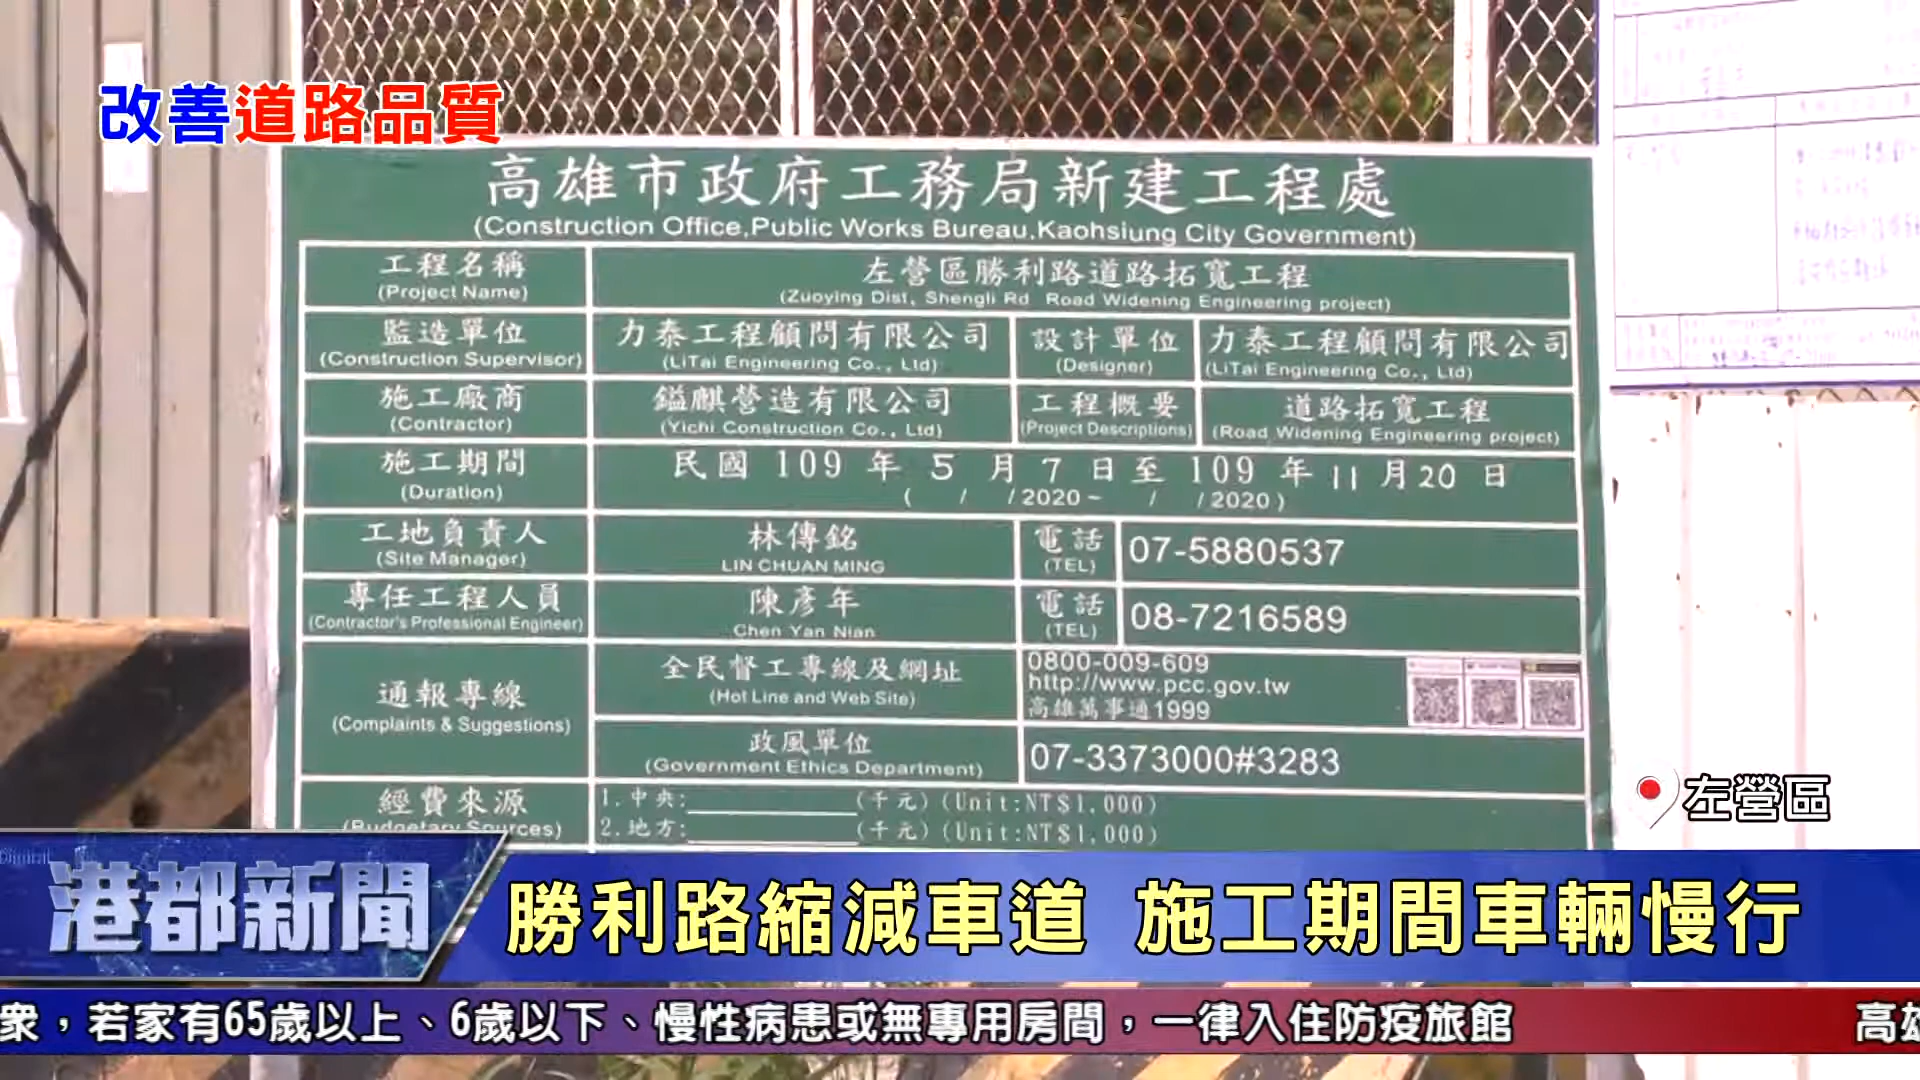 改善道路品質
高雄市政府工務局新建工程處
(Construction Office,Public Works Bureau,Kaohsiung City Government)
工程名稱
(Project Name)
左營區勝利路道路拓寬工程
(Zuoying Dist, Shengli Rd Road Widening Engineering project)
監造單位
(Construction Supervisor)
力泰工程顧問有限公司
(LiTai Engineering Co., Ltd)
設計單位
(Designer)
力泰工程顧問有限公司
(LiTai Engineering Co., Ltd)
施工廠商
(Contractor)
鎰麒營造有限公司
(Yichi Construction Co., Ltd)
工程概要
(Project Descriptions)
道路拓寬工程
(Road Widening Engineering project)
施工期間
(Duration)
民國 109 年 5 月 7 日至 109 年 11 月 20 日
( / /2020~ / /2020)
工地負責人
(Site Manager)
林傳銘
LIN CHUAN MING
電話
(TEL)
07-5880537
專任工程人員
(Contractor's Professional Engineer)
陳彥年
Chen Yan Nian
電話
(TEL)
08-7216589
通報專線
(Complaints & Suggestions)
全民督工專線及網址
(Hot Line and Web Site)
0800-009-609
http://www.pcc.gov.tw
高雄萬事通1999
政風單位
(Government Ethics Department)
07-3373000#3283
經費來源
(Budgetary Sources)
1.中央:(千元)(Unit:NT$1,000)
2.地方:(千元)(Unit:NT$1,000)
左營區
Digital
港都新聞
勝利路縮減車道 施工期間車輛慢行
眾，若家有65歲以上、6歲以下、慢性病患或無專用房間，一律入住防疫旅館
高雄